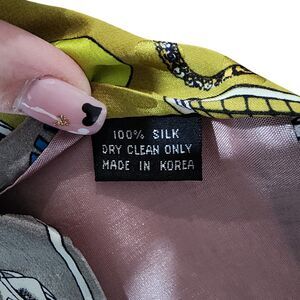 100% SILK
DRY CLEAN ONLY
MADE IN KOREA